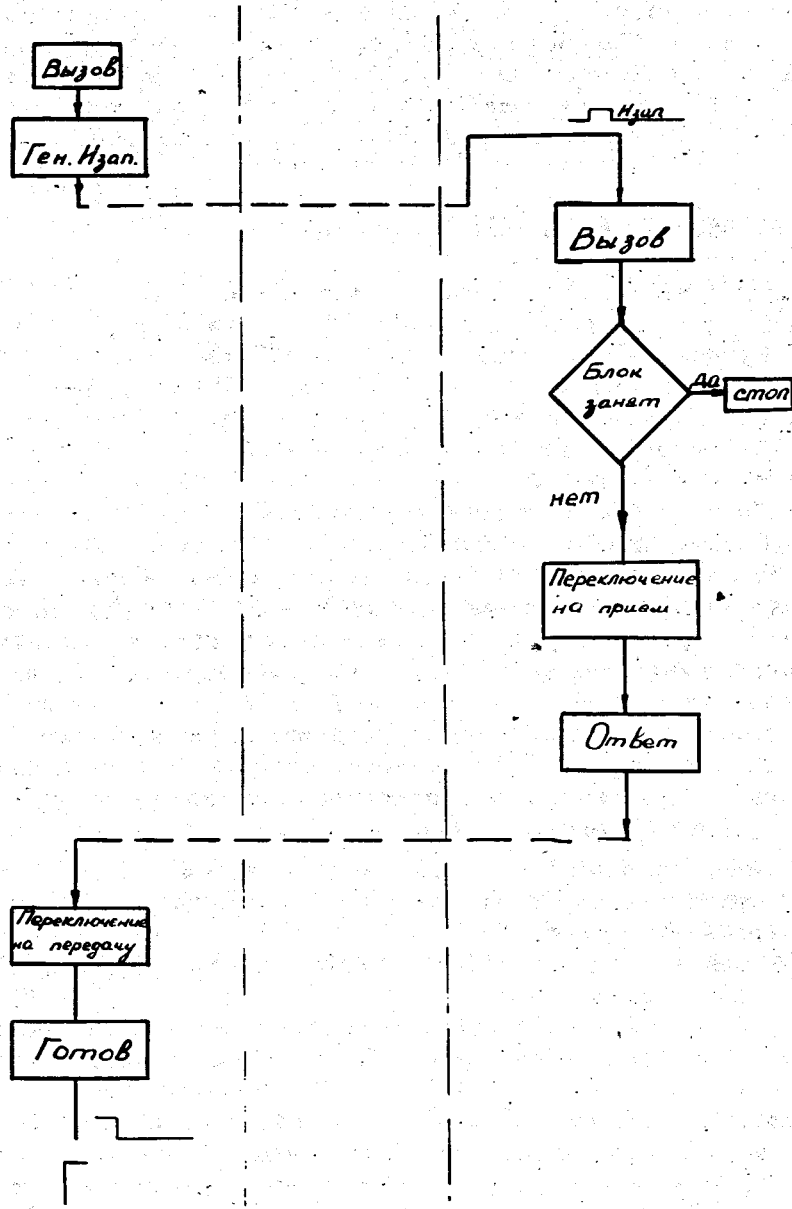 Вызов
Ген. Изап.
Изап
Вызов
Блок
занят
Да
стоп
нет
Переключение
на прием
Ответ
Переключение
на передачу
Готов